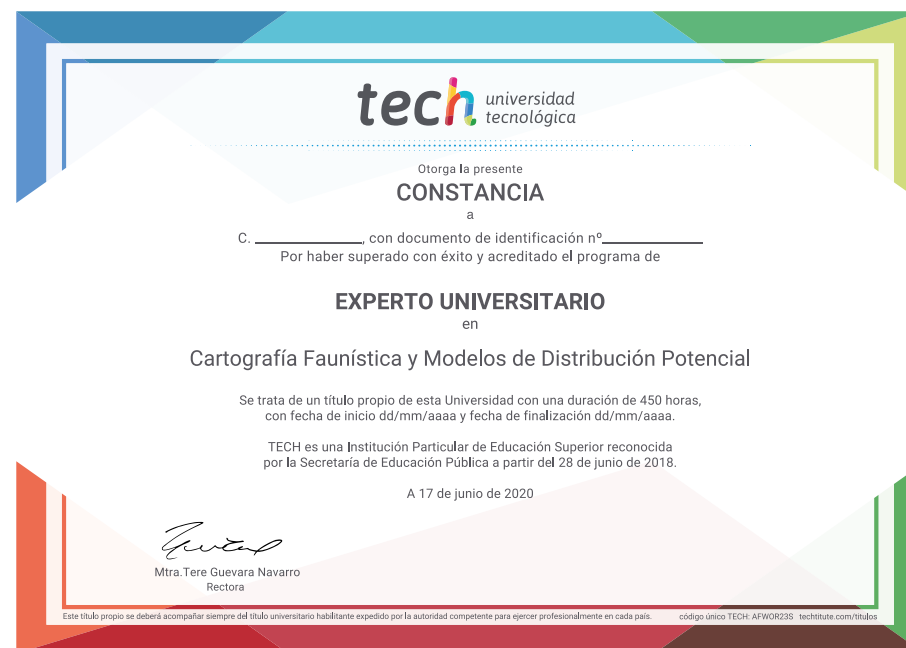 tech universidad
tecnológica
Otorga la presente
CONSTANCIA
a
C. ____________, con documento de identificación nº____________
Por haber superado con éxito y acreditado el programa de
EXPERTO UNIVERSITARIO
en
Cartografía Faunística y Modelos de Distribución Potencial
Se trata de un título propio de esta Universidad con una duración de 450 horas,
con fecha de inicio dd/mm/aaaa y fecha de finalización dd/mm/aaaa.
TECH es una Institución Particular de Educación Superior reconocida
por la Secretaría de Educación Pública a partir del 28 de junio de 2018.
A 17 de junio de 2020
Mtra.Tere Guevara Navarro
Rectora
Este título propio se deberá acompañar siempre del título universitario habilitante expedido por la autoridad competente para ejercer profesionalmente en cada país. código único TECH: AFWOR23S techtitute.com/titulos